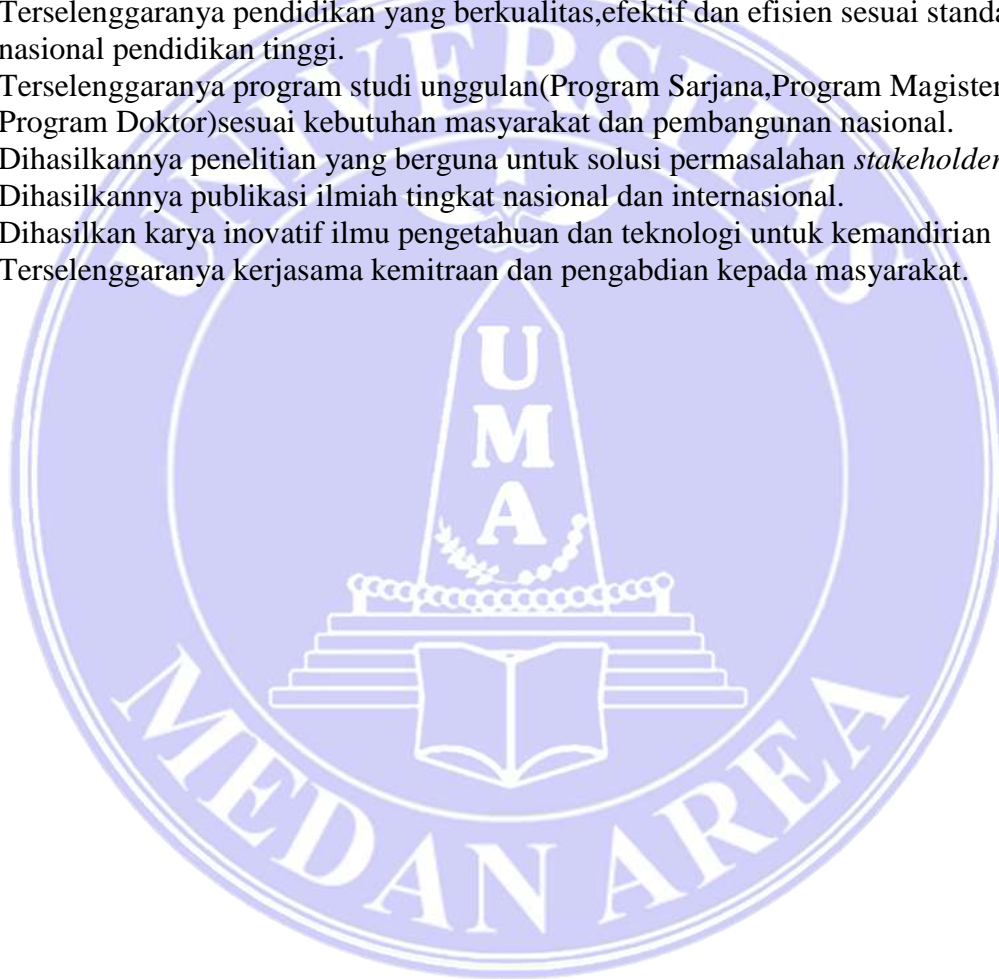 Terselenggaranya pendidikan yang berkualitas,efektif dan efisien sesuai
nasional pendidikan tinggi.
Terselenggaranya program studi unggulan(Program Sarjana,Program Magister
Program Doktor)sesuai kebutuhan masyarakat dan pembangunan nasional.
Dihasilkannya penelitian yang berguna untuk solusi permasalahan stakeholder
Dihasilkannya publikasi ilmiah tingkat nasional dan internasional.
Dihasilkan karya inovatif ilmu pengetahuan dan teknologi untuk kemandirian
Terselenggaranya kerjasama kemitraan dan pengabdian kepada masyarakat.
UNIVERSITAS
U
M
A
MEDAN AREA